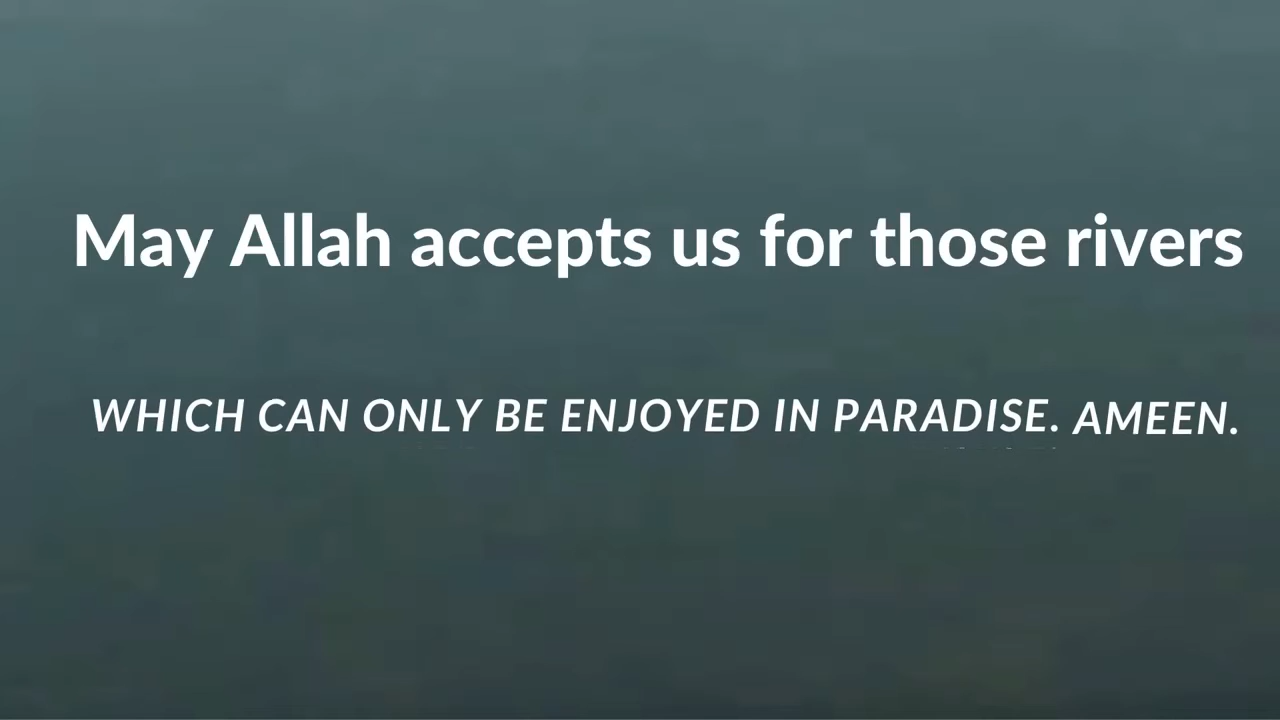 May Allah accepts us for those rivers
WHICH CAN ONLY BE ENJOYED IN PARADISE. AMEEN.